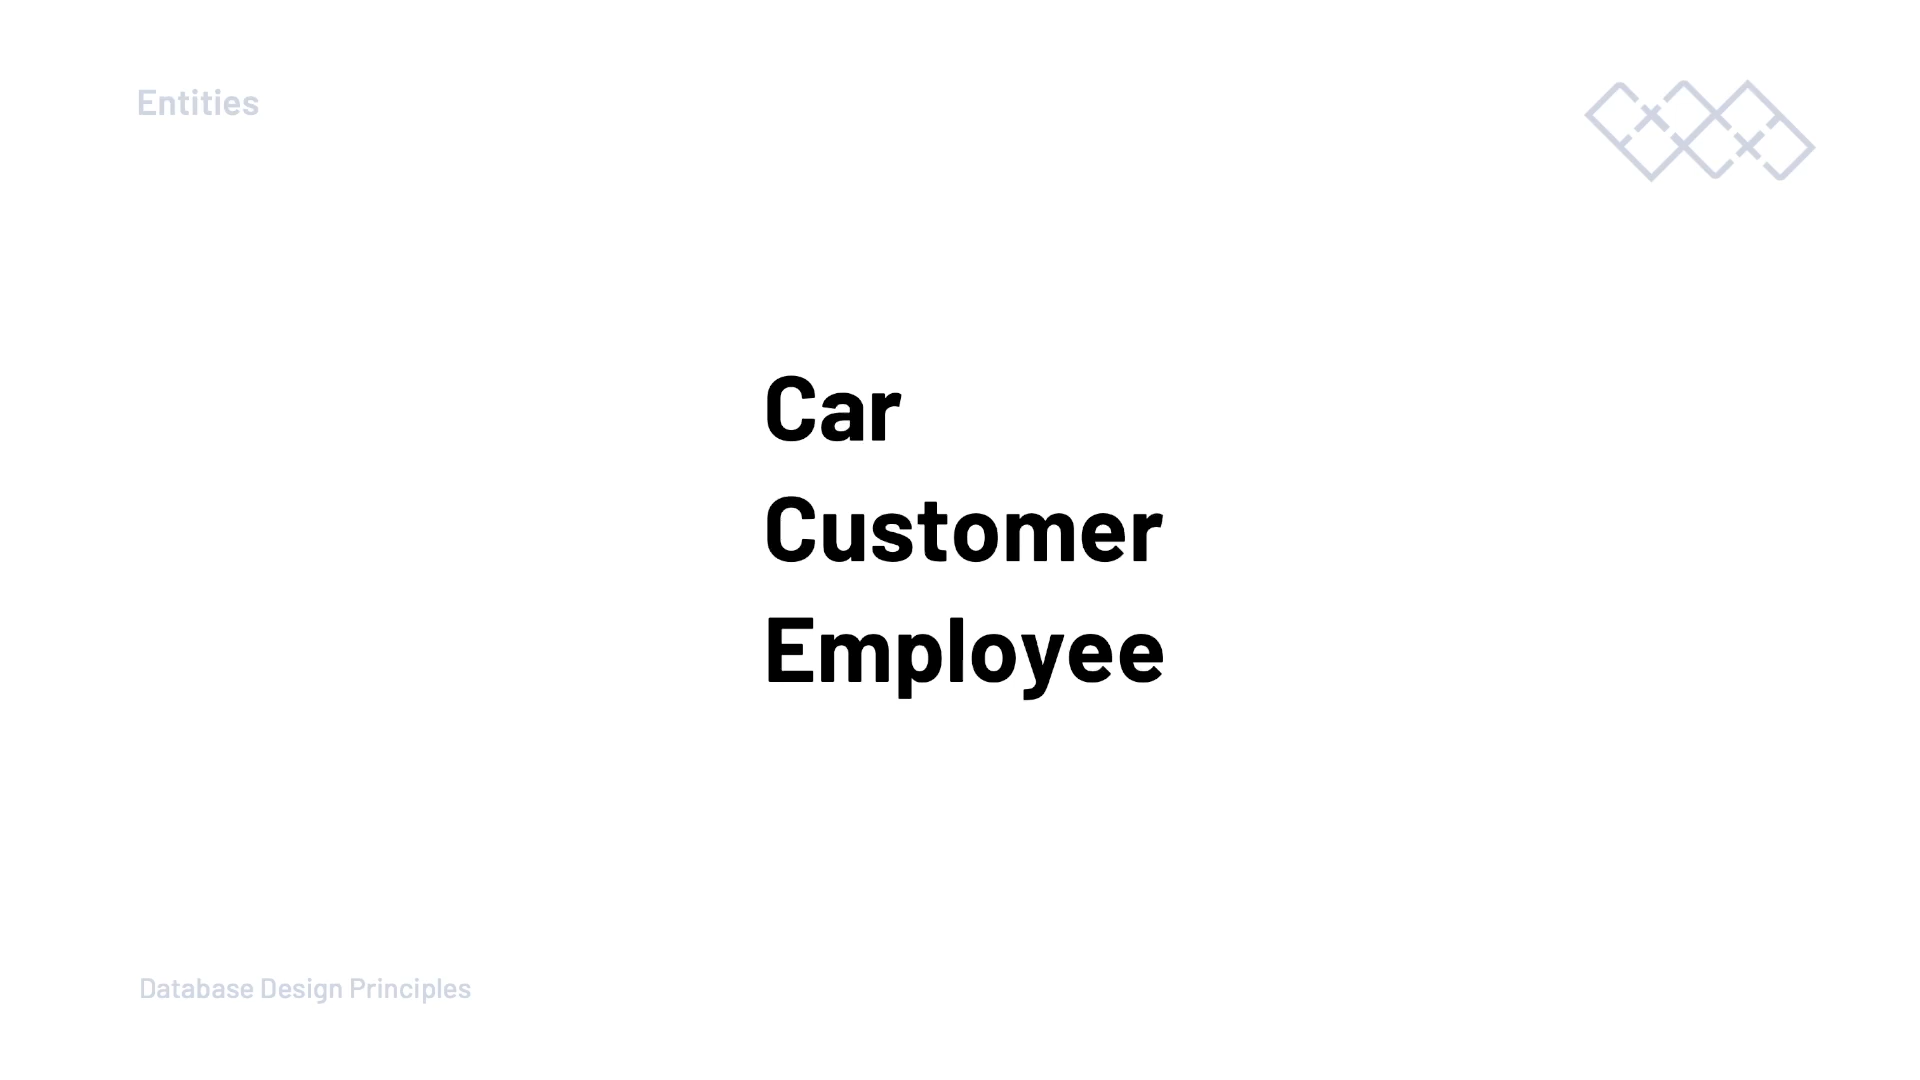 Entities
Car
Customer
Employee
Database Design Principles